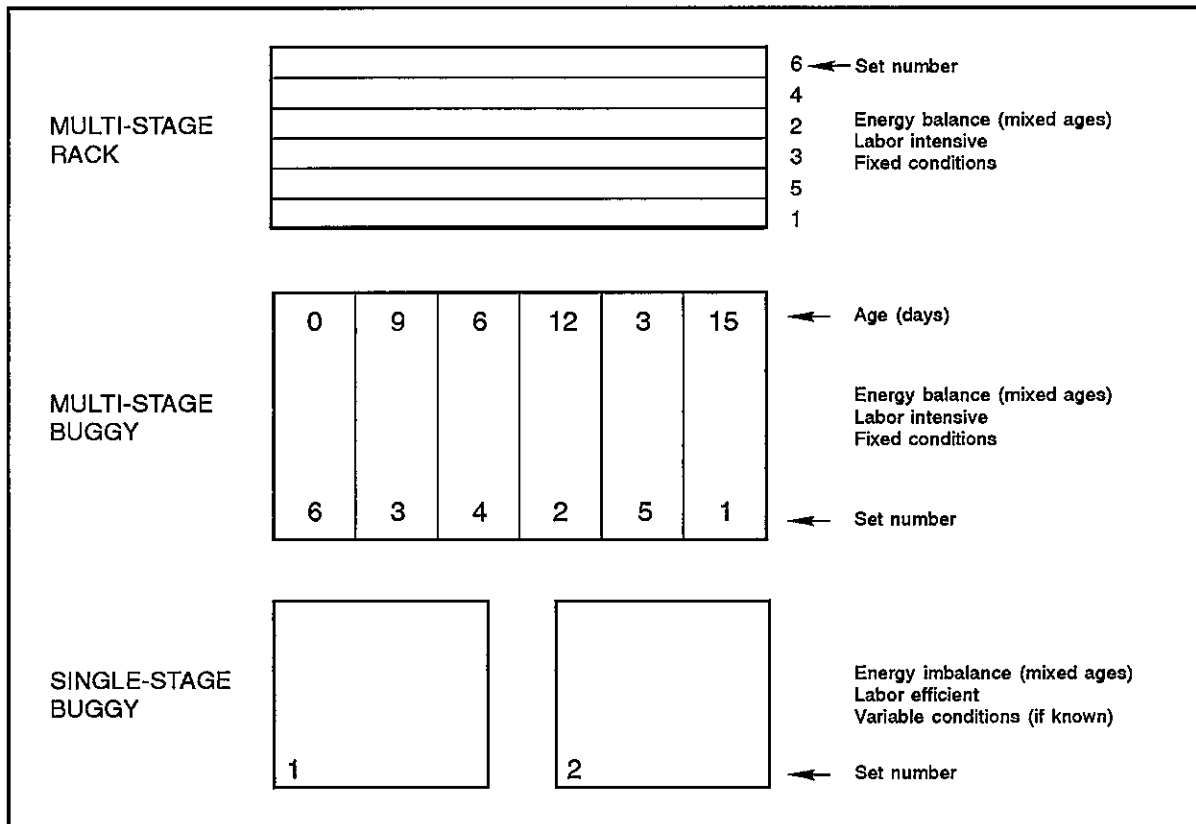 MULTI-STAGE
RACK
6
4
2
3
5
1
Set number
Energy balance (mixed ages)
Labor intensive
Fixed conditions
MULTI-STAGE
BUGGY
0 9 6 12 3 15
6 3 4 2 5 1
Age (days)
Energy balance (mixed ages)
Labor intensive
Fixed conditions
Set number
SINGLE-STAGE
BUGGY
1
2
Energy imbalance (mixed ages)
Labor efficient
Variable conditions (if known)
Set number